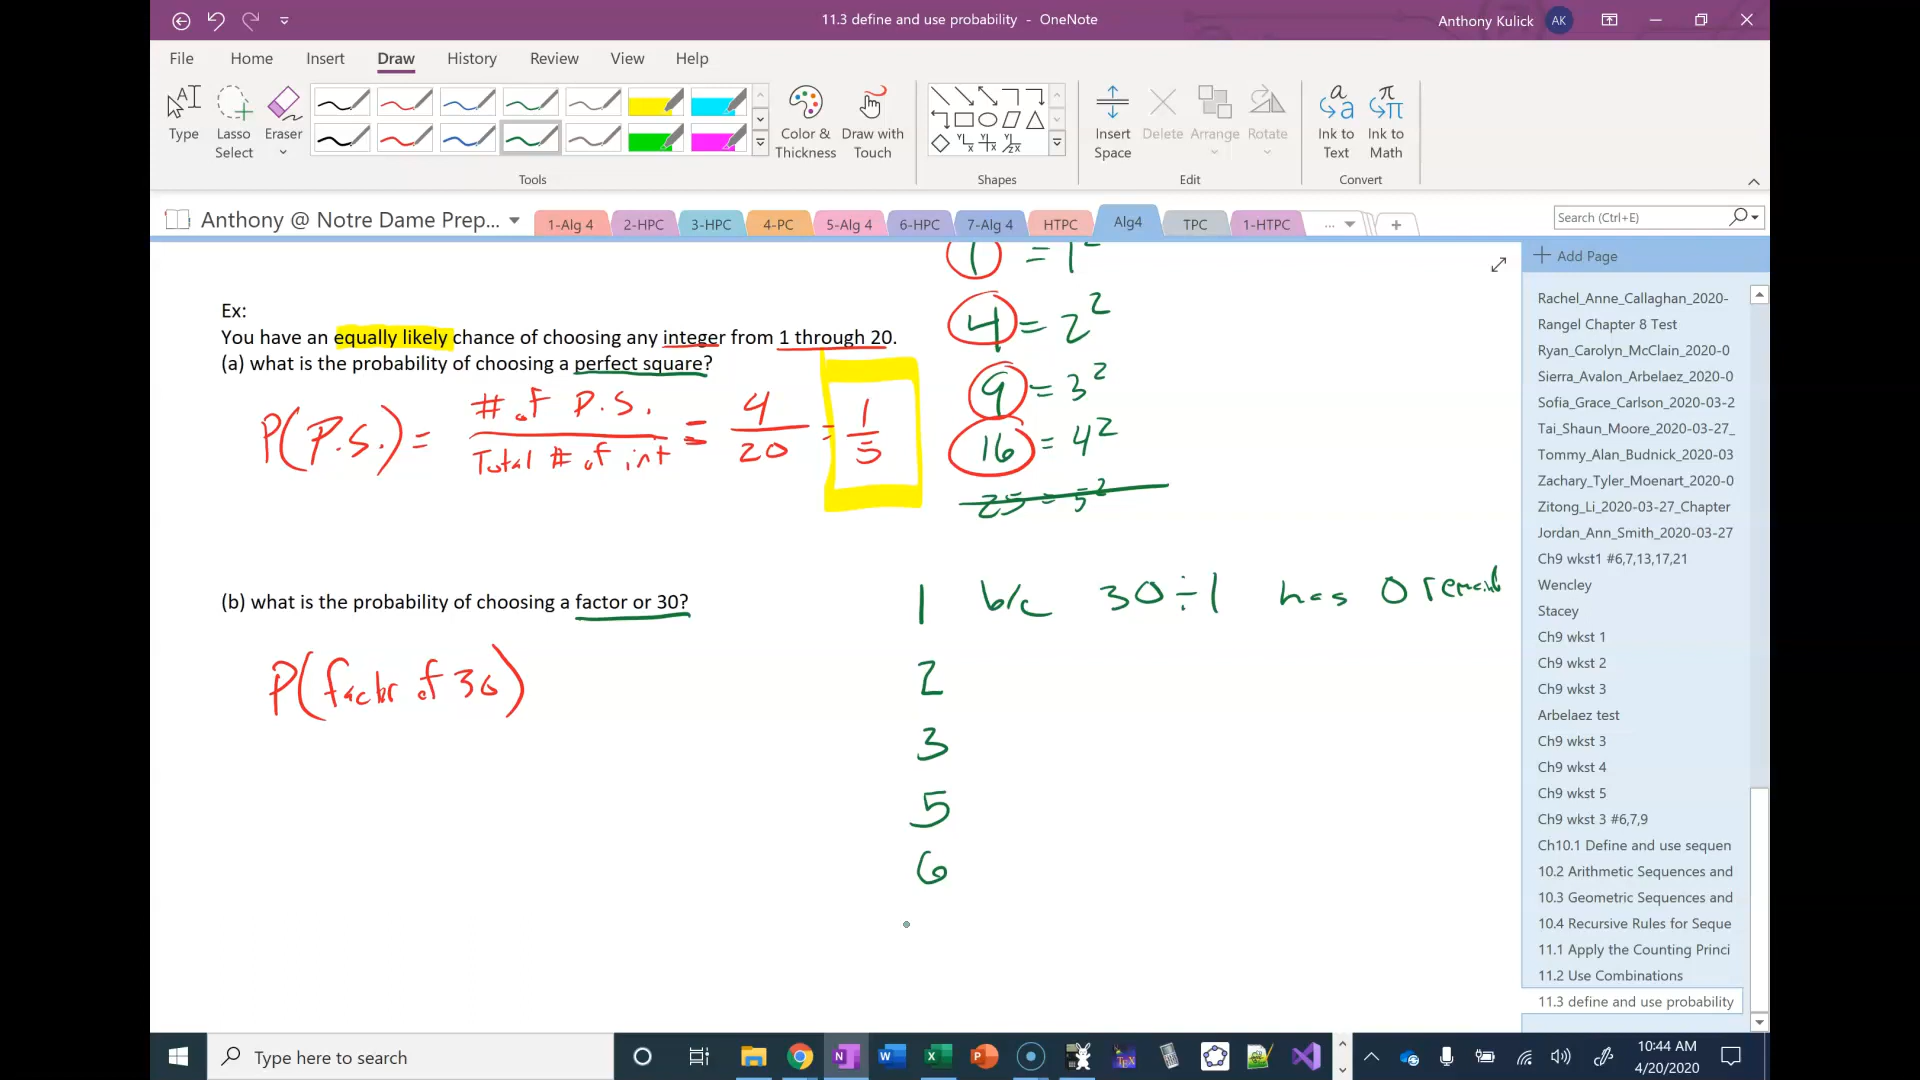 11.3 define and use probability - OneNote
Anthony Kulick AK
File Home Insert Draw History Review View Help
Type
Lasso Select
Eraser
Color & Thickness
Draw with Touch
Insert Space
Delete
Arrange
Rotate
Ink to Text
Ink to Math
Tools
Shapes
Edit
Convert
Anthony @ Notre Dame Prep...
1-Alg 4 2-HPC 3-HPC 4-PC 5-Alg 4 6-HPC 7-Alg 4 HTPC Alg4 TPC 1-HTPC ...
Search (Ctrl+E)
Ex:
You have an equally likely chance of choosing any integer from 1 through 20.
(a) what is the probability of choosing a perfect square?
P(P.S.) = # of P.S. / Total # of int = 4/20 = 1/5
1 = 1²
4 = 2²
9 = 3²
16 = 4²
25 = 5²
(b) what is the probability of choosing a factor or 30?
P(factor of 30)
1 b/c 30 ÷ 1 has 0 remaind
2
3
5
6
Add Page
Rachel_Anne_Callaghan_2020-
Rangel Chapter 8 Test
Ryan_Carolyn_McClain_2020-0
Sierra_Avalon_Arbelaez_2020-0
Sofia_Grace_Carlson_2020-03-2
Tai_Shaun_Moore_2020-03-27_
Tommy_Alan_Budnick_2020-03
Zachary_Tyler_Moenart_2020-0
Zitong_Li_2020-03-27_Chapter
Jordan_Ann_Smith_2020-03-27
Ch9 wkst1 #6,7,13,17,21
Wencley
Stacey
Ch9 wkst 1
Ch9 wkst 2
Ch9 wkst 3
Arbelaez test
Ch9 wkst 3
Ch9 wkst 4
Ch9 wkst 5
Ch9 wkst 3 #6,7,9
Ch10.1 Define and use sequen
10.2 Arithmetic Sequences and
10.3 Geometric Sequences and
10.4 Recursive Rules for Seque
11.1 Apply the Counting Princi
11.2 Use Combinations
11.3 define and use probability
Type here to search
10:44 AM
4/20/2020